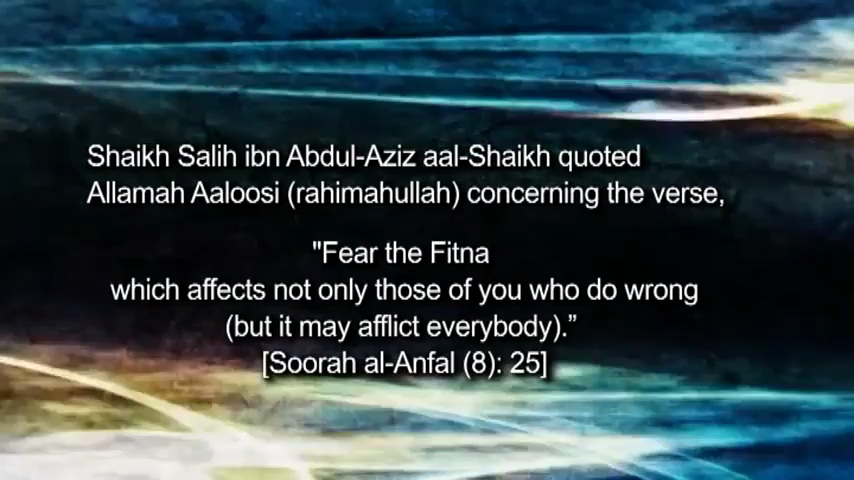 Shaikh Salih ibn Abdul-Aziz aal-Shaikh quoted
Allamah Aaloosi (rahimahullah) concerning the verse,
"Fear the Fitna
which affects not only those of you who do wrong
(but it may afflict everybody).”
[Soorah al-Anfal (8): 25]